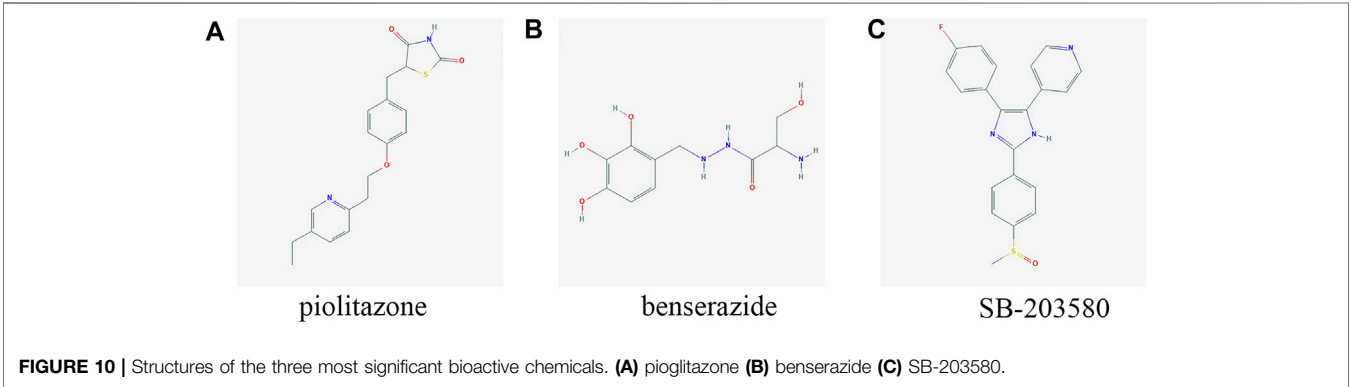 A
B
C
O
H
N
O
S
O
N
H
O
H
O
H
O
H
O
H
N
H
N
H
O
H
O
N
H
H
F
N
N
N
H
S
O
piolitazone
benserazide
SB-203580
FIGURE 10 | Structures of the three most significant bioactive chemicals. (A) pioglitazone (B) benserazide (C) SB-203580.